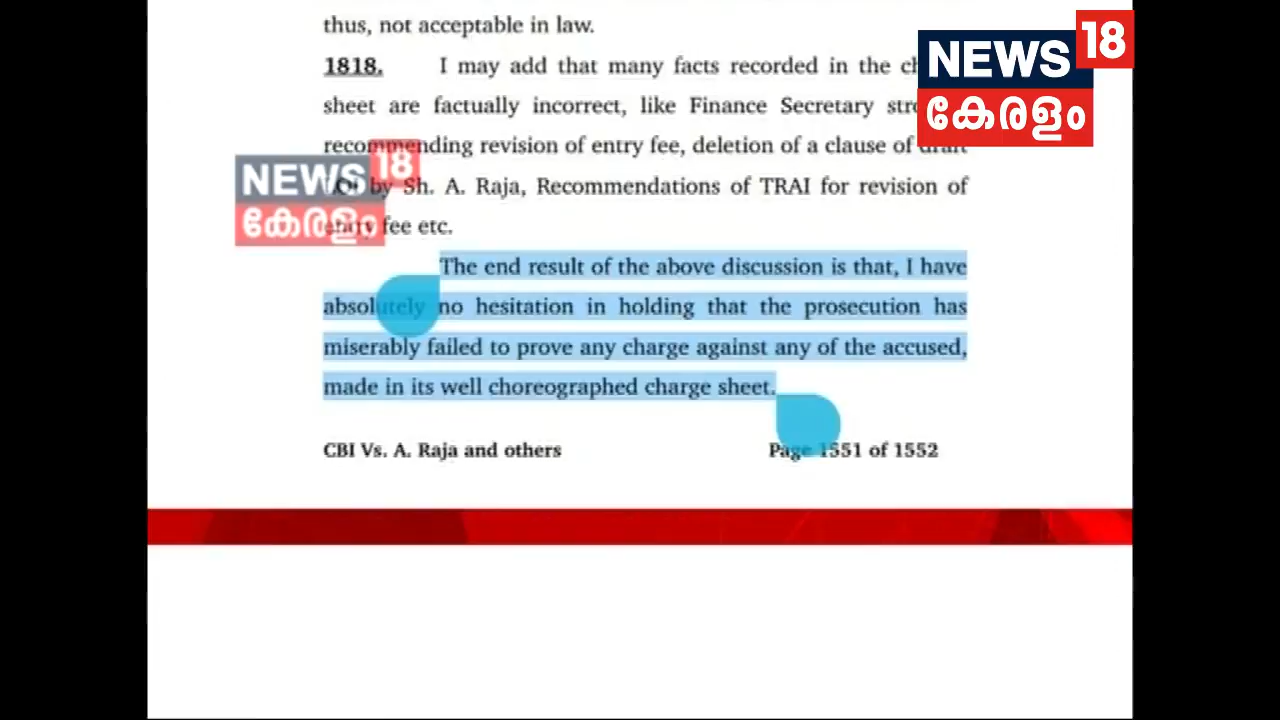 thus, not acceptable in law.
1818. I may add that many facts recorded in the
sheet are factually incorrect, like Finance Secretary
recommending revision of entry fee, deletion of a clause of draft
by Sh. A. Raja, Recommendations of TRAI for revision of
entry fee etc.
The end result of the above discussion is that, I have
absolutely no hesitation in holding that the prosecution has
miserably failed to prove any charge against any of the accused,
made in its well choreographed charge sheet.
CBI Vs. A. Raja and others Page 1551 of 1552
NEWS 18
കേരളം
NEWS 18
കേരളം